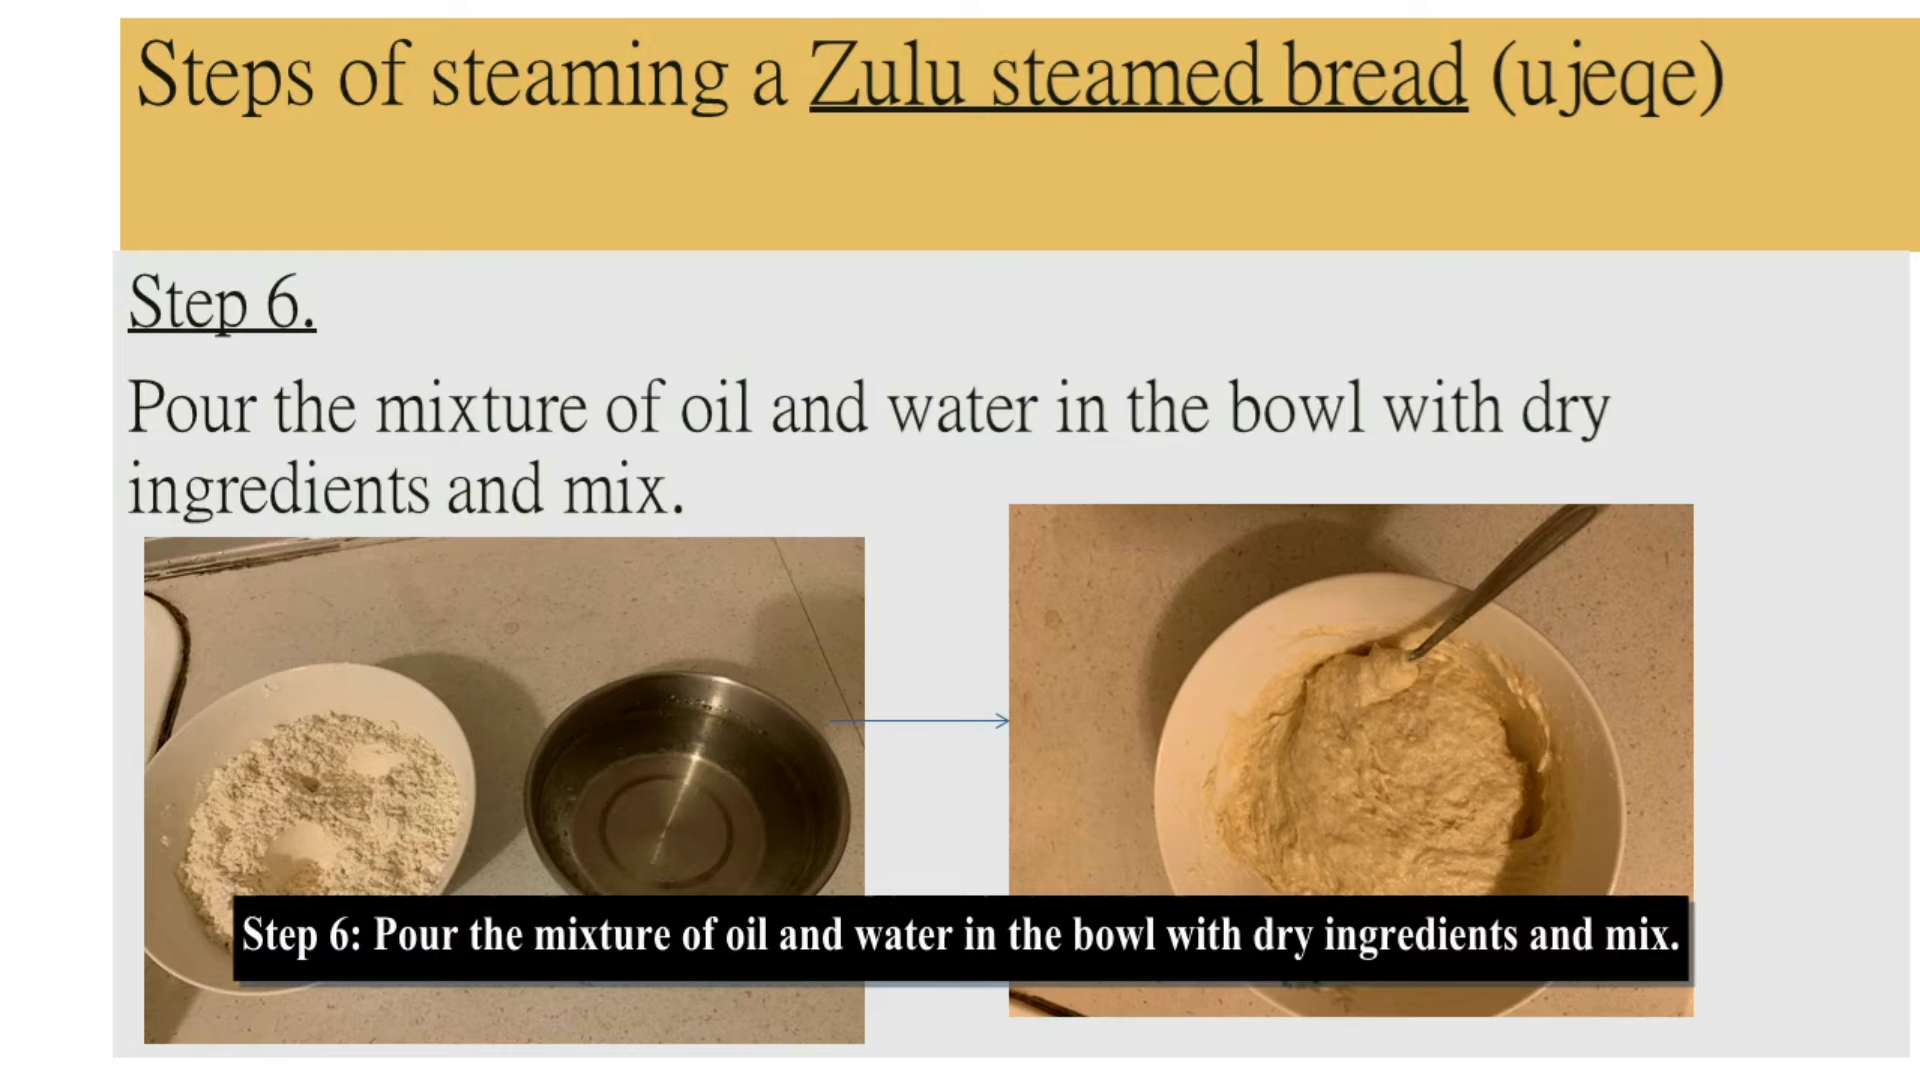 Steps of steaming a Zulu steamed bread (ujeqe)
Step 6.
Pour the mixture of oil and water in the bowl with dry
ingredients and mix.
Step 6: Pour the mixture of oil and water in the bowl with dry ingredients and mix.